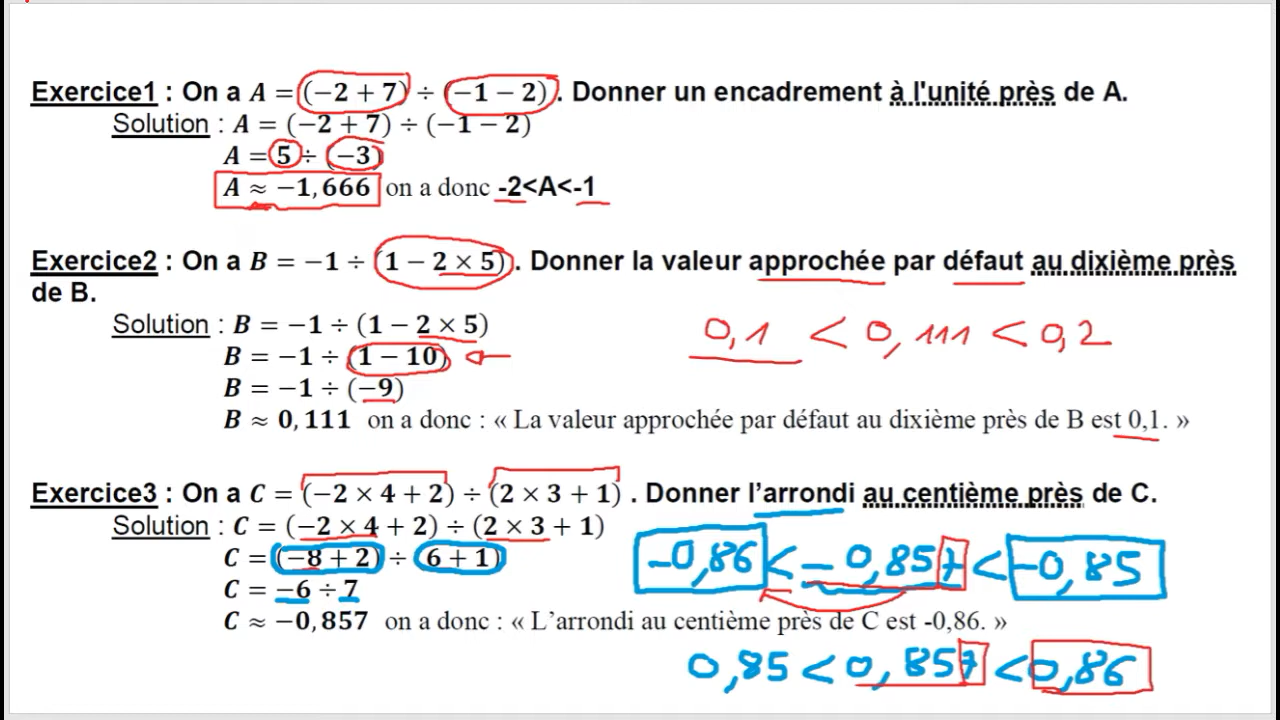 Exercice1 : On a A = (−2 + 7) ÷ (−1 − 2). Donner un encadrement à l'unité près de A.
Solution : A = (−2 + 7) ÷ (−1 − 2)
A = 5 ÷ (−3)
A ≈ −1,666 on a donc -2<A<-1
Exercice2 : On a B = −1 ÷ (1 − 2 × 5). Donner la valeur approchée par défaut au dixième près
de B.
Solution : B = −1 ÷ (1 − 2 × 5)
0,1 < 0,111 < 0,2
B = −1 ÷ (1 − 10)
B = −1 ÷ (−9)
B ≈ 0,111 on a donc : « La valeur approchée par défaut au dixième près de B est 0,1. »
Exercice3 : On a C = (−2 × 4 + 2) ÷ (2 × 3 + 1) . Donner l’arrondi au centième près de C.
Solution : C = (−2 × 4 + 2) ÷ (2 × 3 + 1)
C = (−8 + 2) ÷ (6 + 1)
-0,86 < -0,857 < -0,85
C = −6 ÷ 7
C ≈ −0,857 on a donc : « L’arrondi au centième près de C est -0,86. »
0,85 < 0,857 < 0,86